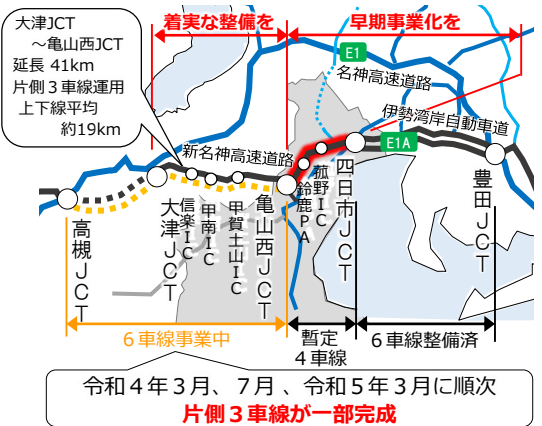 大津JCT
～亀山西JCT
延長 41km
片側３車線運用
上下線平均
約19km
着実な整備を
早期事業化を
E1
名神高速道路
伊勢湾岸自動車道
E1A
新名神高速道路
高槻ＪＣＴ
大津ＪＣＴ
信楽ＩＣ
甲南ＩＣ
甲賀土山ＩＣ
亀山西ＪＣＴ
鈴鹿ＰＡ
菰野ＩＣ
四日市ＪＣＴ
豊田ＪＣＴ
６車線事業中
暫定
４車線
６車線整備済
令和４年３月、７月 、令和５年３月に順次
片側３車線が一部完成